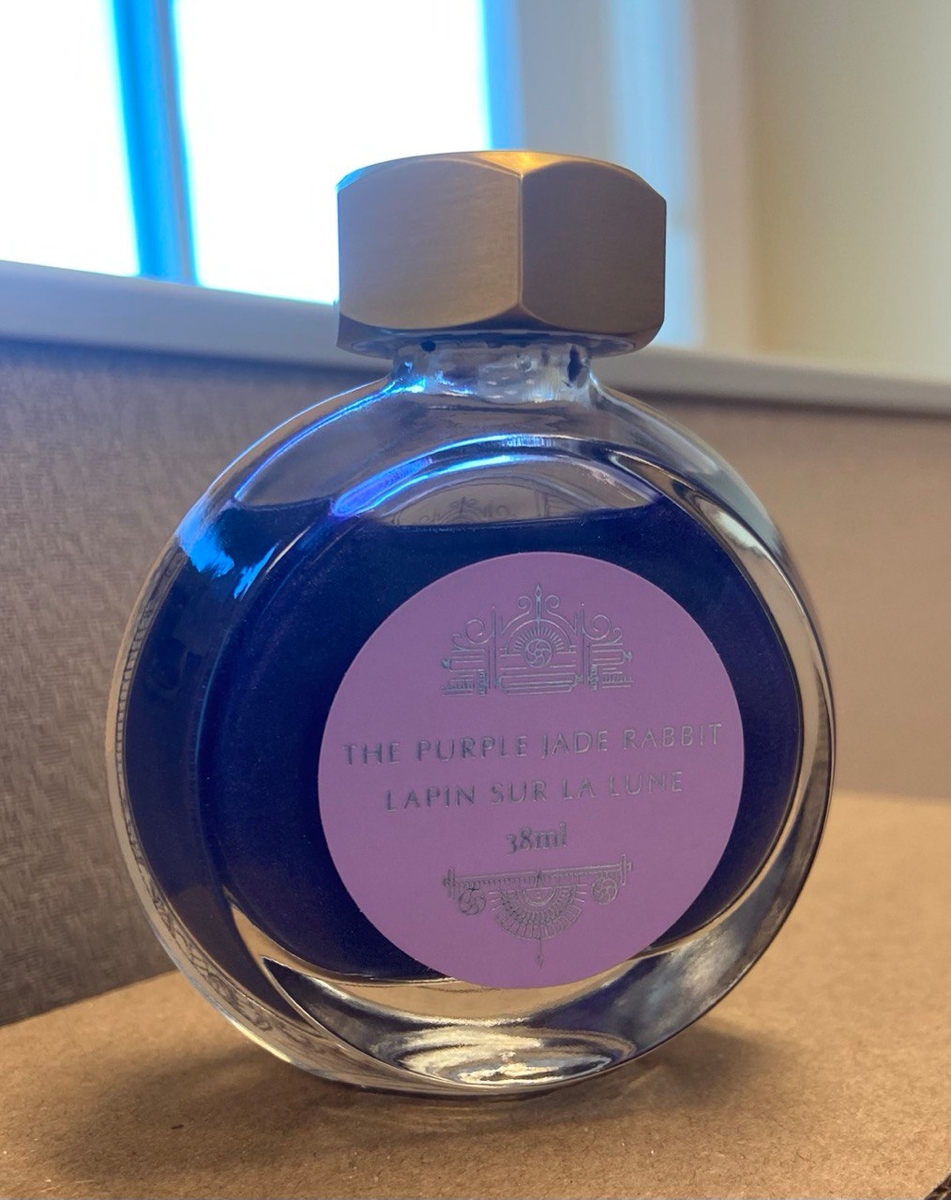 THE PURPLE JADE RABBIT
LAPIN SUR LA LUNE
38ml